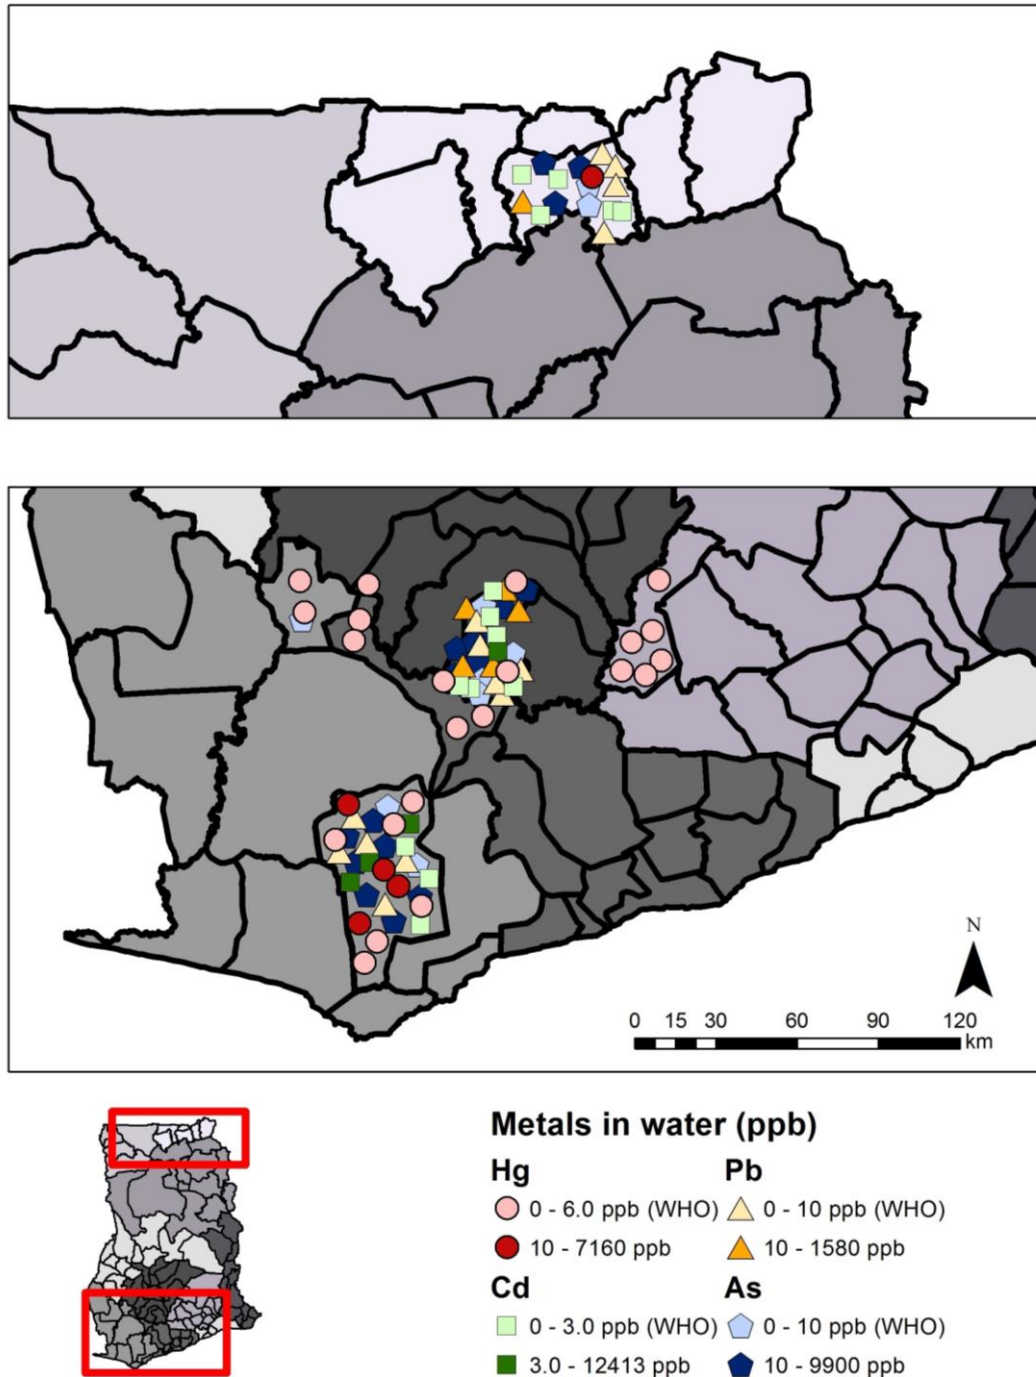 N
0 15 30 60 90 120
km
Metals in water (ppb)
Hg Pb
0 - 6.0 ppb (WHO) 0 - 10 ppb (WHO)
10 - 7160 ppb 10 - 1580 ppb
Cd As
0 - 3.0 ppb (WHO) 0 - 10 ppb (WHO)
3.0 - 12413 ppb 10 - 9900 ppb